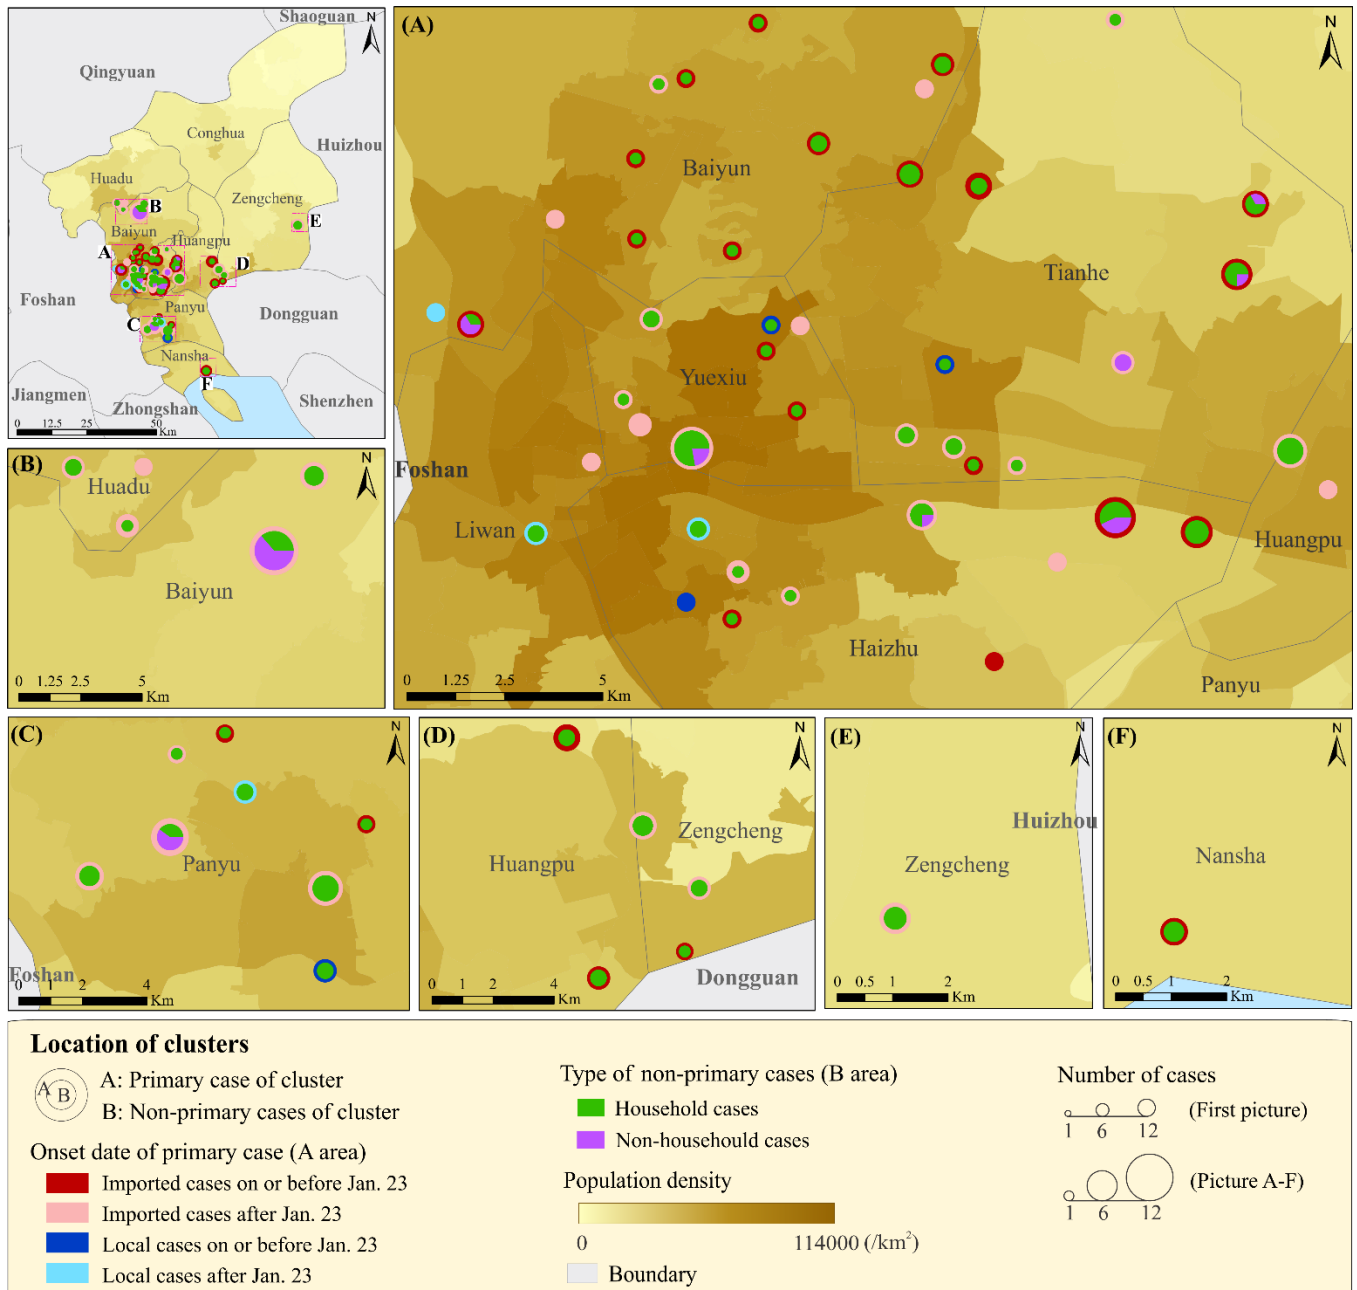 Shaoguan
N
Qingyuan
Conghua
Huizhou
Huadu
Zengcheng
B
E
Baiyun
Huangpu
A
D
Foshan
Panyu
Dongguan
C
Nansha
F
Jiangmen
Zhongshan
Shenzhen
0 12.5 25 50
Km
(A)
N
Baiyun
Tianhe
Yuexiu
Foshan
Liwan
Huangpu
Haizhu
Panyu
0 1.25 2.5 5
Km
(B)
N
Huadu
Baiyun
0 1.25 2.5 5
Km
(C)
N
Panyu
Foshan
0 1 2 4
Km
(D)
N
Zengcheng
Huangpu
Dongguan
0 1 2 4
Km
(E)
N
Huizhou
Zengcheng
0 0.5 1 2
Km
(F)
N
Nansha
0 0.5 1 2
Km
Location of clusters
A B
A: Primary case of cluster
B: Non-primary cases of cluster
Onset date of primary case (A area)
Imported cases on or before Jan. 23
Imported cases after Jan. 23
Local cases on or before Jan. 23
Local cases after Jan. 23
Type of non-primary cases (B area)
Household cases
Non-househould cases
Population density
0 114000 (/km²)
Boundary
Number of cases
(First picture)
1 6 12
(Picture A-F)
1 6 12